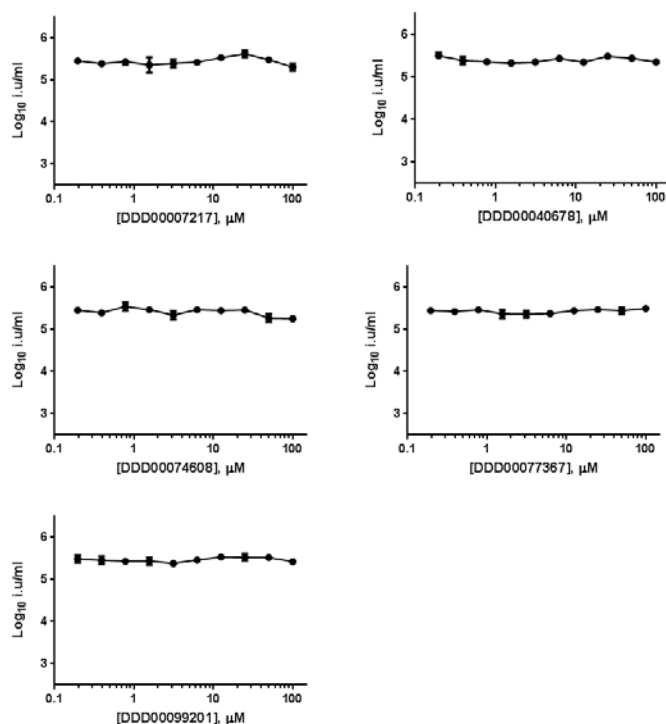 6
5
4
3
Log10 i.u/ml
0.1 1 10 100
[DDD00007217], µM
6
5
4
3
Log10 i.u/ml
0.1 1 10 100
[DDD00040678], µM
6
5
4
3
Log10 i.u/ml
0.1 1 10 100
[DDD00074608], µM
6
5
4
3
Log10 i.u/ml
0.1 1 10 100
[DDD00077367], µM
6
5
4
3
Log10 i.u/ml
0.1 1 10 100
[DDD00099201], µM